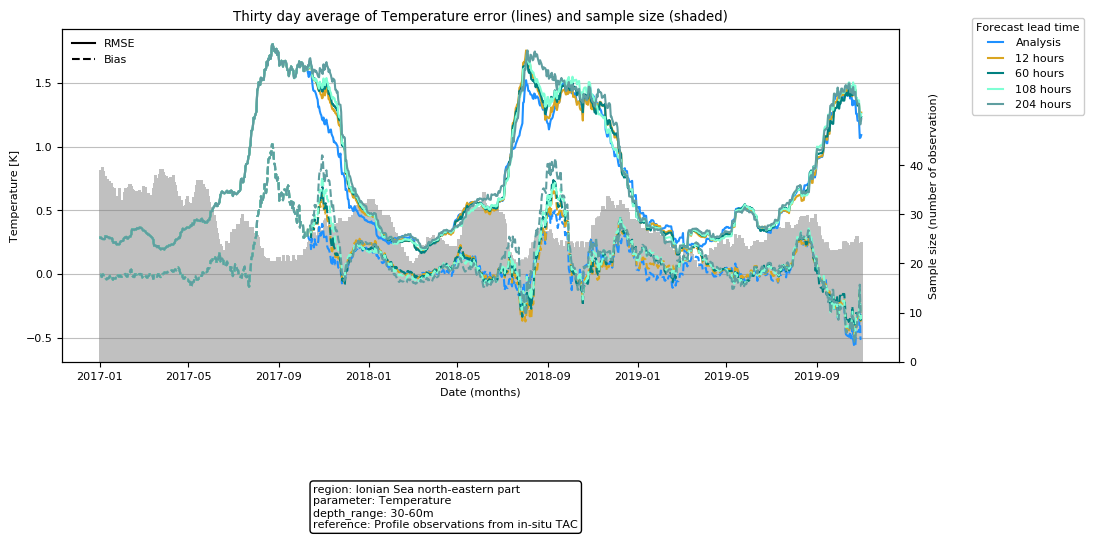 Thirty day average of Temperature error (lines) and sample size (shaded)
RMSE
Bias
Forecast lead time
Analysis
12 hours
60 hours
108 hours
204 hours
Temperature [K]
1.5
1.0
0.5
0.0
−0.5
Sample size (number of observation)
40
30
20
10
0
2017-01
2017-05
2017-09
2018-01
2018-05
2018-09
2019-01
2019-05
2019-09
Date (months)
region: Ionian Sea north-eastern part
parameter: Temperature
depth_range: 30-60m
reference: Profile observations from in-situ TAC